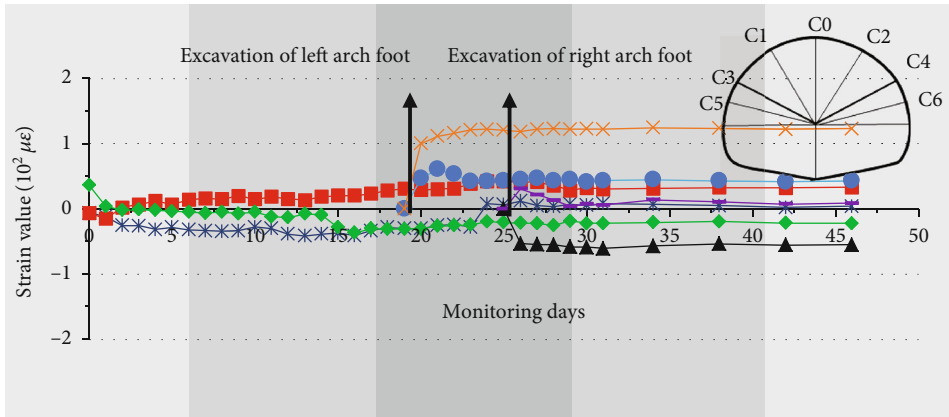 C0
C1
C2
Excavation of left arch foot
Excavation of right arch foot
C3
C4
C5
C6
Strain value (10² με)
2
1
0
−1
−2
0
5
10
15
20
25
30
35
40
45
50
Monitoring days